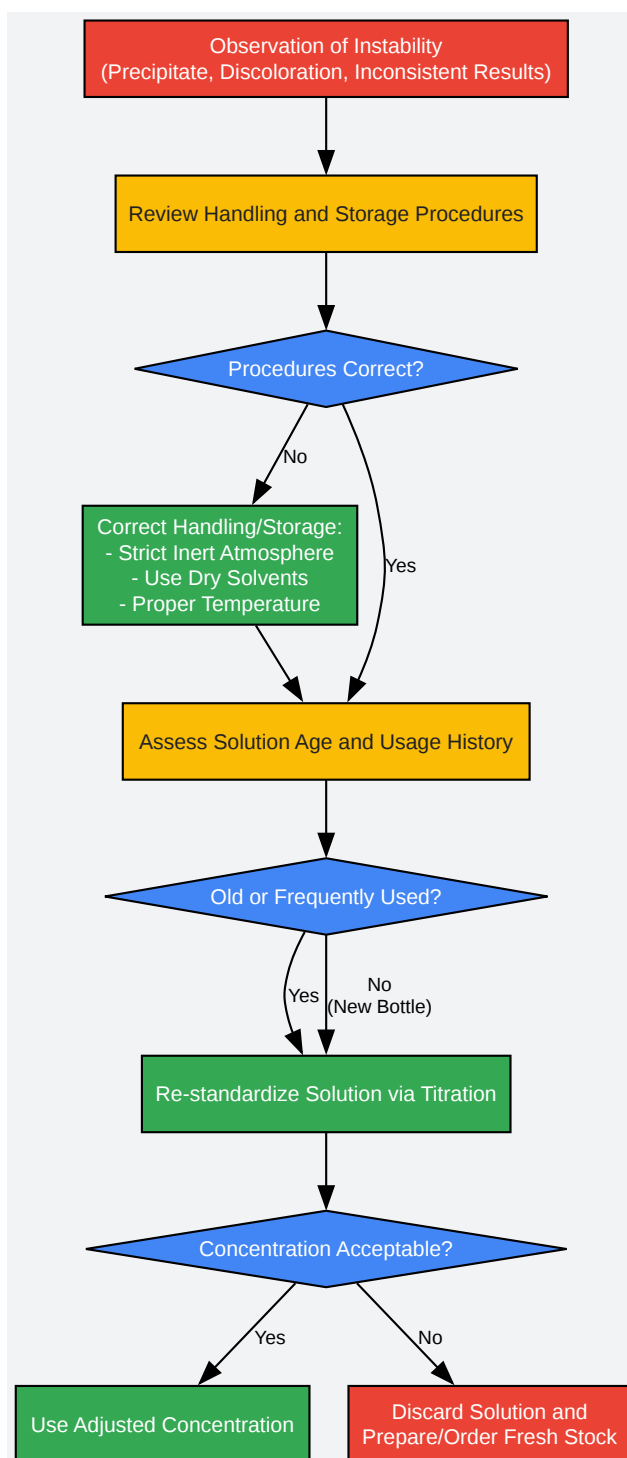 Observation of Instability
(Precipitate, Discoloration, Inconsistent Results)
Review Handling and Storage Procedures
Procedures Correct?
No
Correct Handling/Storage:
- Strict Inert Atmosphere
- Use Dry Solvents
- Proper Temperature
Yes
Assess Solution Age and Usage History
Old or Frequently Used?
Yes
No
(New Bottle)
Re-standardize Solution via Titration
Concentration Acceptable?
Yes
No
Use Adjusted Concentration
Discard Solution and
Prepare/Order Fresh Stock